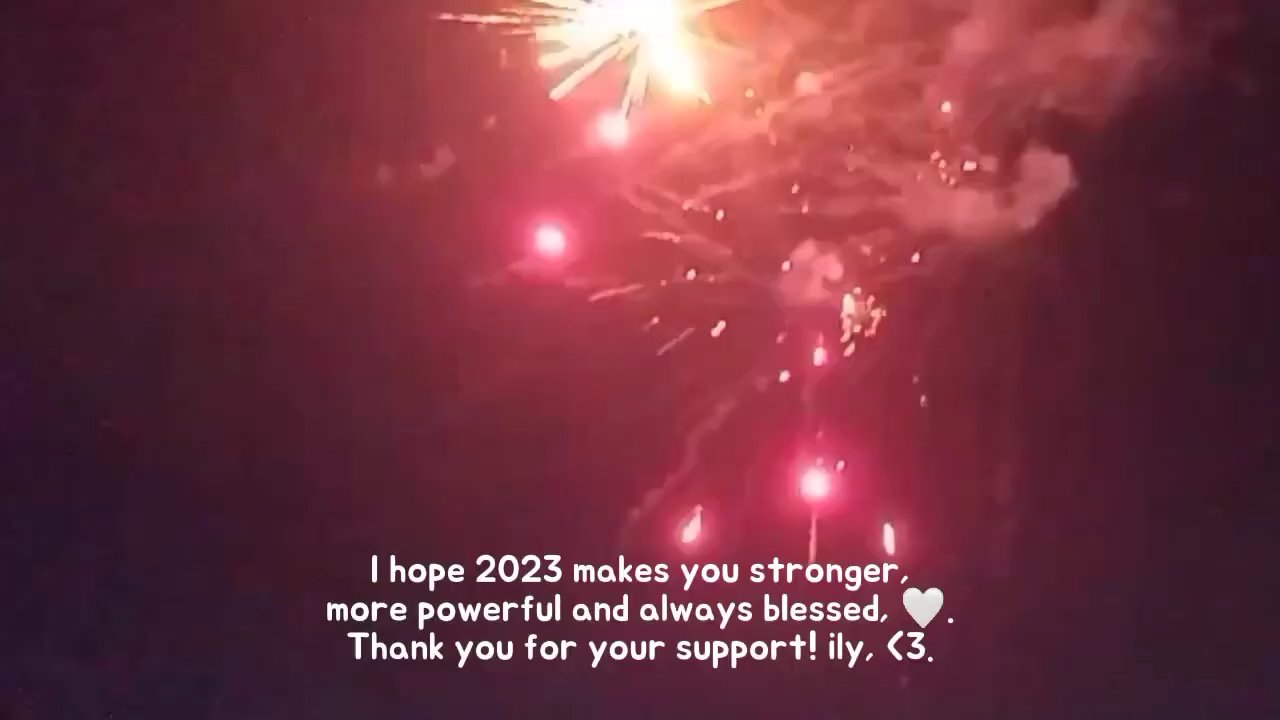 I hope 2023 makes you stronger,
more powerful and always blessed, 🤍.
Thank you for your support! ily, <3.